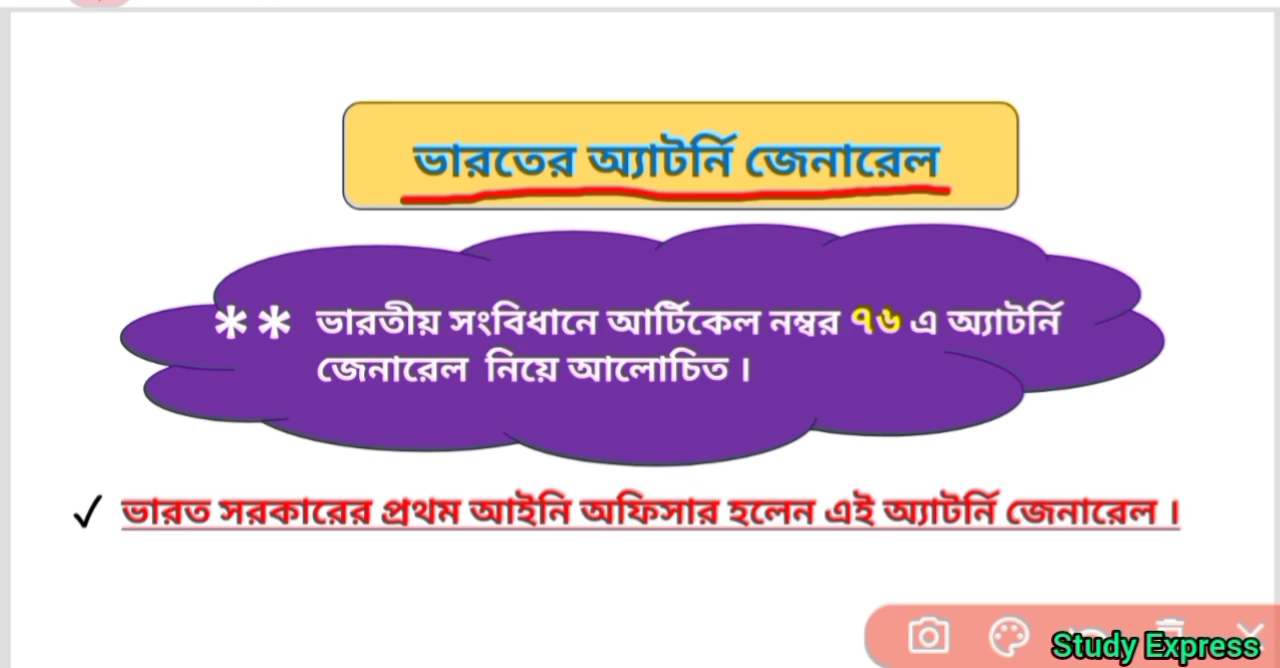 ভারতের অ্যাটর্নি জেনারেল
** ভারতীয় সংবিধানে আর্টিকেল নম্বর ৭৬ এ অ্যাটর্নি
জেনারেল নিয়ে আলোচিত।
✓ ভারত সরকারের প্রথম আইনি অফিসার হলেন এই অ্যাটর্নি জেনারেল।
Study Express